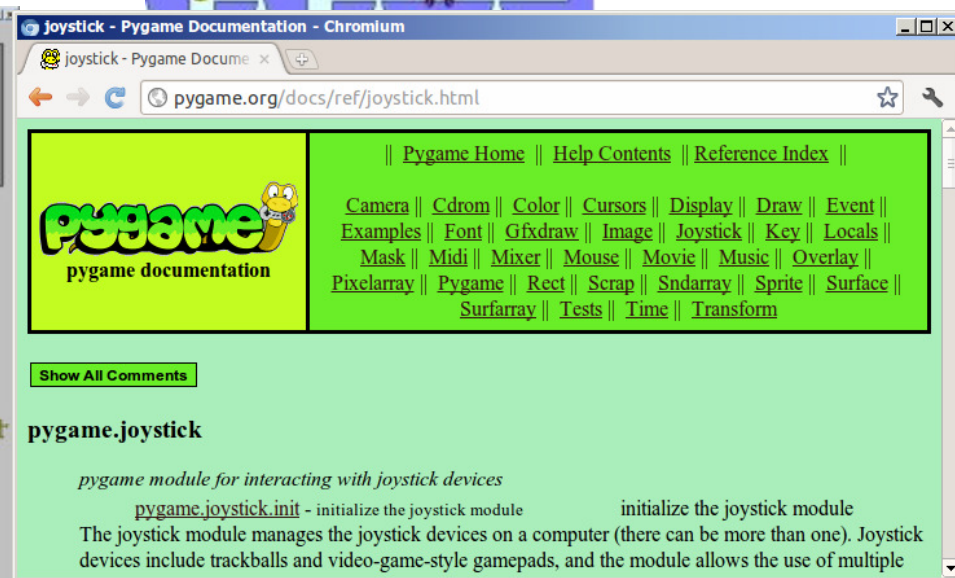 joystick - Pygame Documentation - Chromium
joystick - Pygame Docume
pygame.org/docs/ref/joystick.html
|| Pygame Home || Help Contents || Reference Index ||
Camera || Cdrom || Color || Cursors || Display || Draw || Event ||
Examples || Font || Gfxdraw || Image || Joystick || Key || Locals ||
Mask || Midi || Mixer || Mouse || Movie || Music || Overlay ||
Pixelarray || Pygame || Rect || Scrap || Sndarray || Sprite || Surface ||
Surfarray || Tests || Time || Transform
pygame
pygame documentation
Show All Comments
pygame.joystick
pygame module for interacting with joystick devices
pygame.joystick.init - initialize the joystick module initialize the joystick module
The joystick module manages the joystick devices on a computer (there can be more than one). Joystick
devices include trackballs and video-game-style gamepads, and the module allows the use of multiple